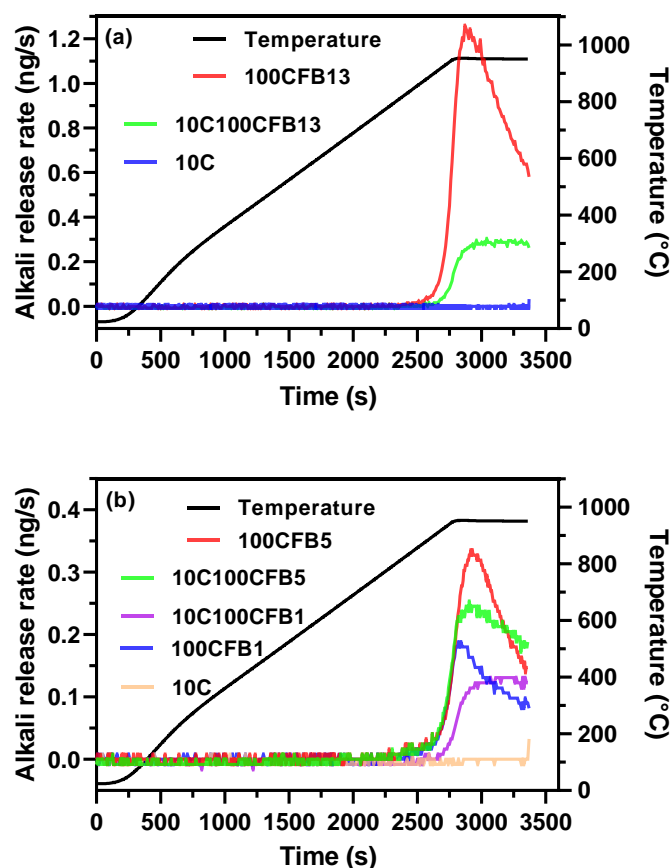 (a)
Temperature
100CFB13
10C100CFB13
10C
Alkali release rate (ng/s)
1.2
1.0
0.8
0.6
0.4
0.2
0.0
1000
800
600
400
200
0
Temperature (°C)
0 500 1000 1500 2000 2500 3000 3500
Time (s)
(b)
Temperature
100CFB5
10C100CFB5
10C100CFB1
100CFB1
10C
Alkali release rate (ng/s)
0.4
0.3
0.2
0.1
0.0
1000
800
600
400
200
0
Temperature (°C)
0 500 1000 1500 2000 2500 3000 3500
Time (s)